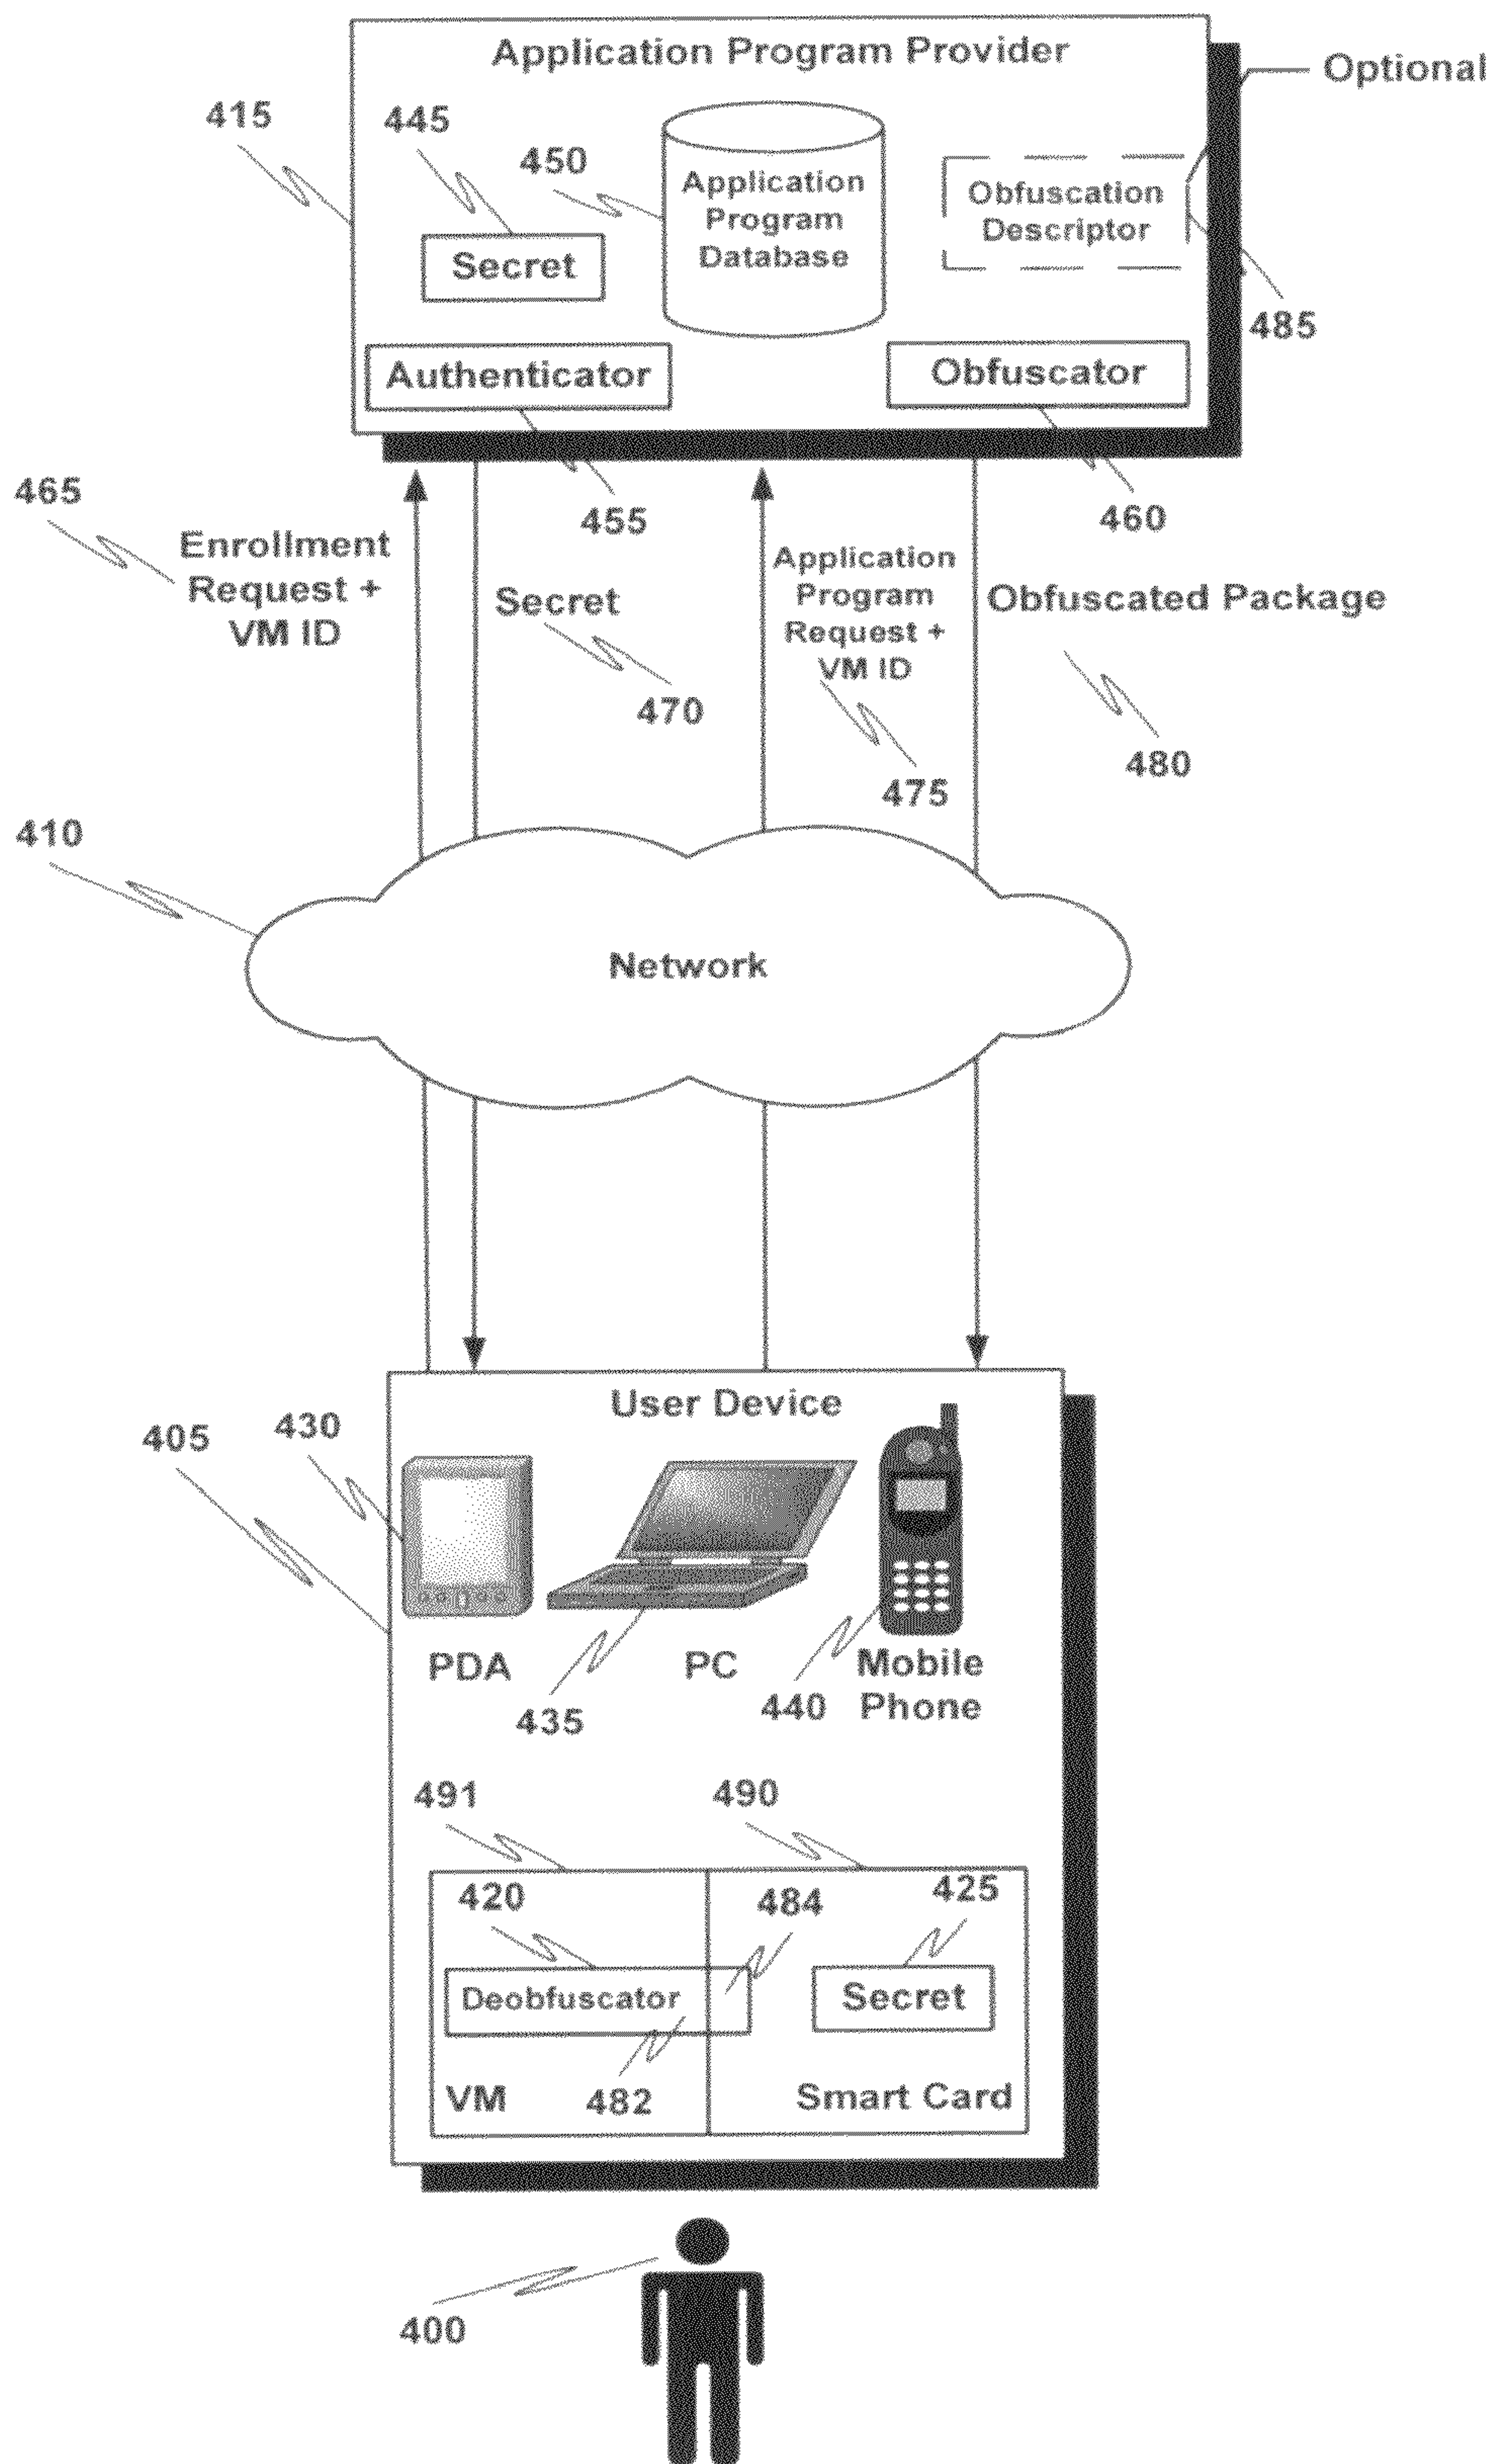 Application Program Provider
Optional
415
445
450
Application
Program
Database
Obfuscation
Descriptor
Secret
485
Authenticator
Obfuscator
465
455
460
Enrollment
Request +
VM ID
Secret
470
Application
Program
Request +
VM ID
475
Obfuscated Package
480
410
Network
User Device
405
430
PDA
PC
Mobile
Phone
435
440
491
490
420
484
425
Deobfuscator
Secret
482
VM
Smart Card
400